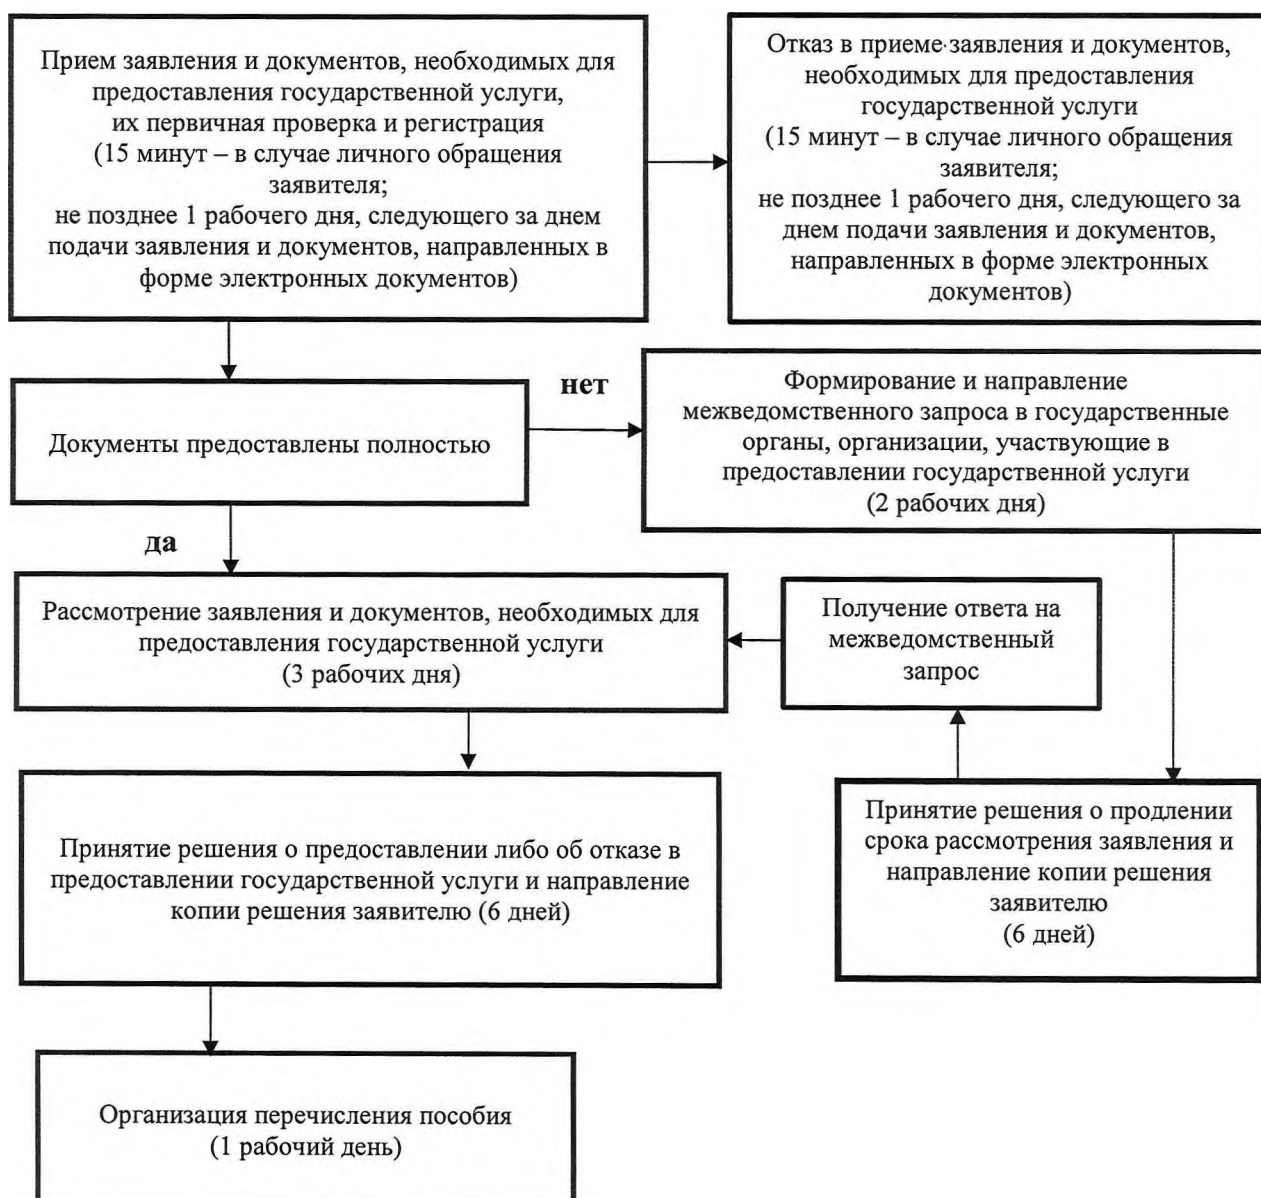 Прием заявления и документов, необходимых для
предоставления государственной услуги,
их первичная проверка и регистрация
(15 минут – в случае личного обращения
заявителя;
не позднее 1 рабочего дня, следующего за днем
подачи заявления и документов, направленных в
форме электронных документов)
Отказ в приеме заявления и документов,
необходимых для предоставления
государственной услуги
(15 минут – в случае личного обращения
заявителя;
не позднее 1 рабочего дня, следующего за
днем подачи заявления и документов,
направленных в форме электронных
документов)
Документы предоставлены полностью
нет
Формирование и направление
межведомственного запроса в государственные
органы, организации, участвующие в
предоставлении государственной услуги
(2 рабочих дня)
да
Рассмотрение заявления и документов, необходимых для
предоставления государственной услуги
(3 рабочих дня)
Получение ответа на
межведомственный
запрос
Принятие решения о предоставлении либо об отказе в
предоставлении государственной услуги и направление
копии решения заявителю (6 дней)
Принятие решения о продлении
срока рассмотрения заявления и
направление копии решения
заявителю
(6 дней)
Организация перечисления пособия
(1 рабочий день)